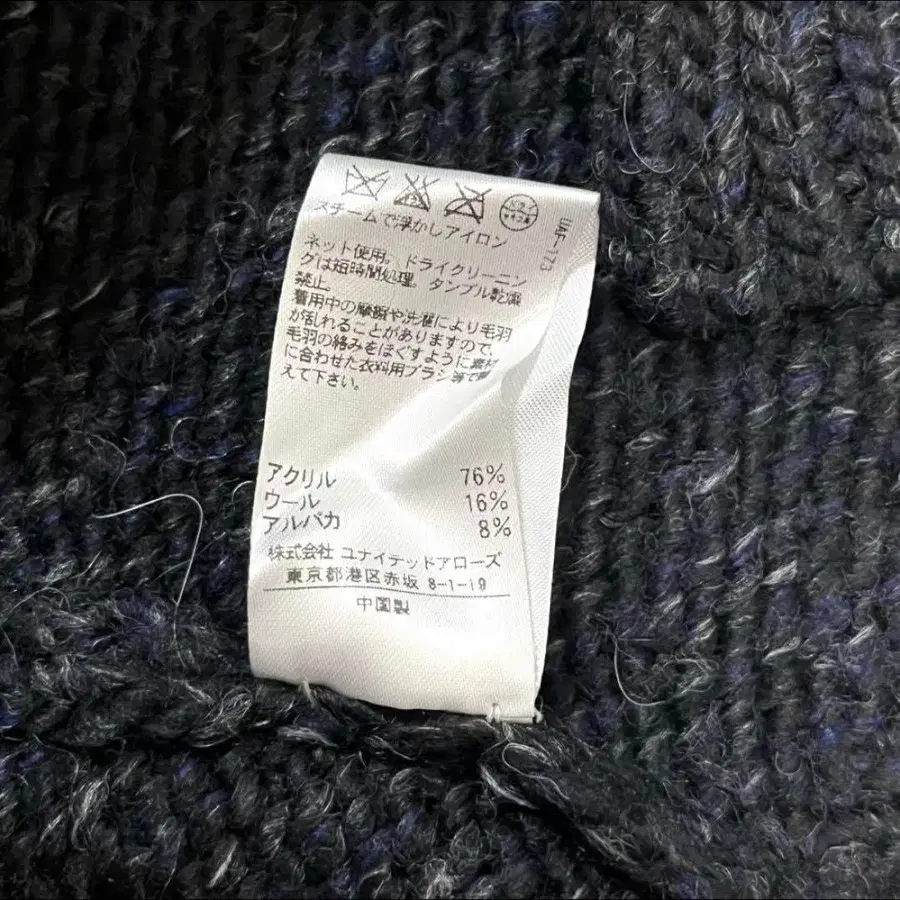 スチームで浮かしアイロン
UAF-173
ネット使用。ドライクリーニン
グは短時間処理。タンブル乾燥
禁止
着用中の摩擦や洗濯により毛羽
が乱れることがありますので、
毛羽の絡みをほぐすように素材
に合わせた衣料用ブラシ等で整
えて下さい。
アクリル 76%
ウール 16%
アルパカ 8%
株式会社 ユナイテッドアローズ
東京都港区赤坂 8-1-19
中国製